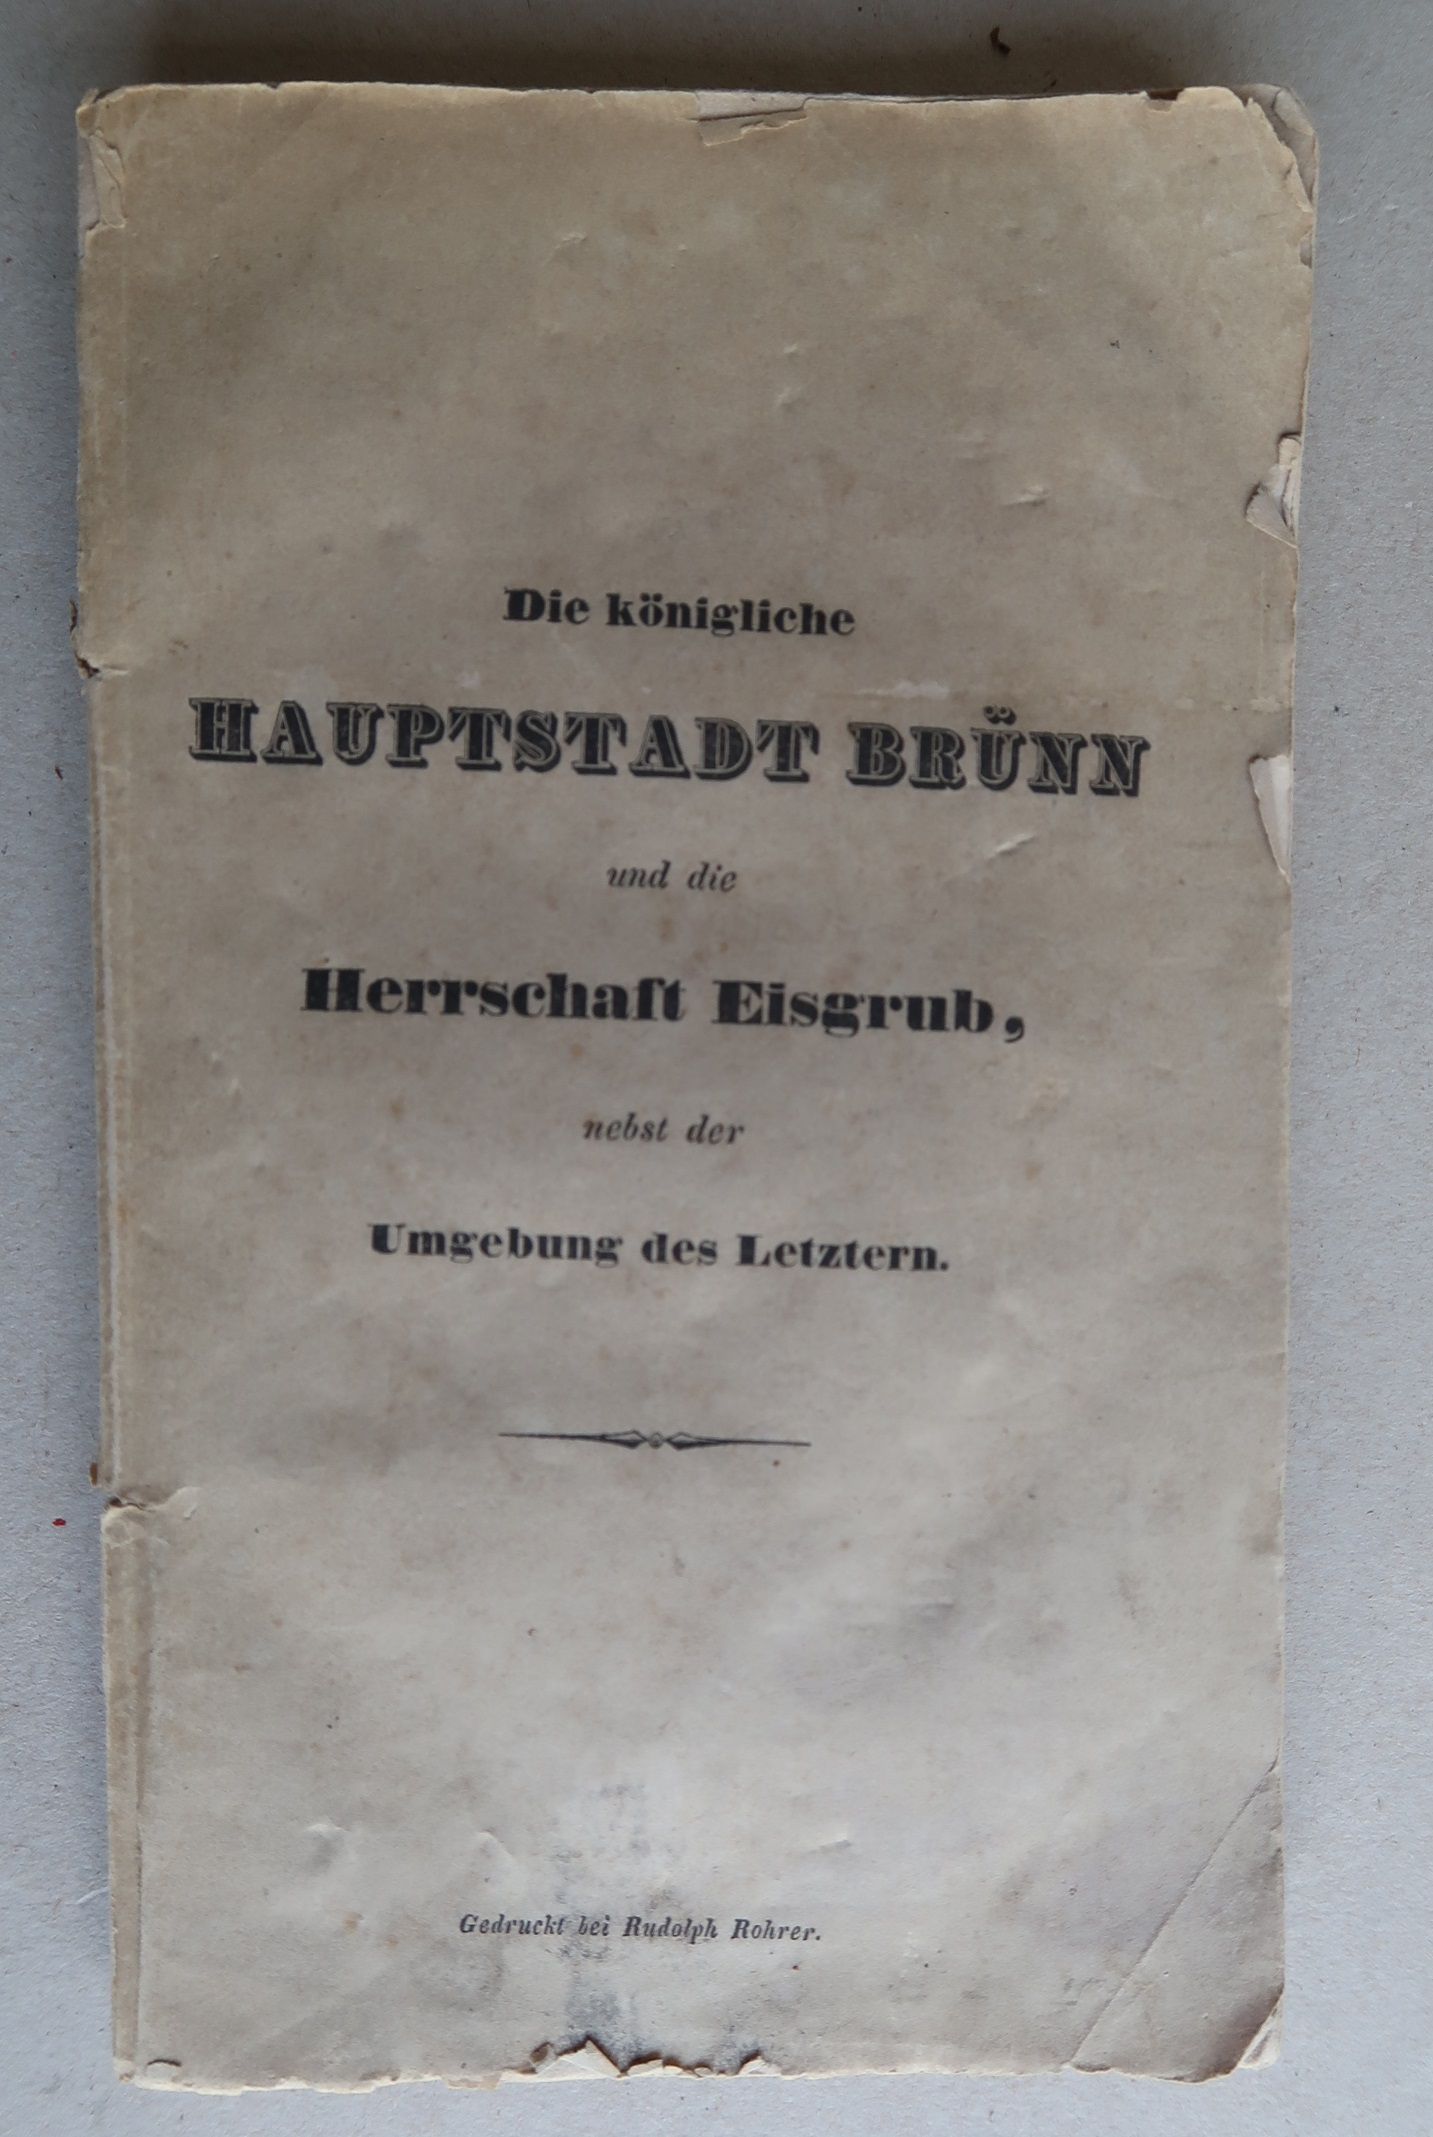 Die königliche
HAUPTSTADT BRÜNN
und die
Herrschaft Eisgrub,
nebst der
Umgebung des Letztern.
Gedruckt bei Rudolph Rohrer.